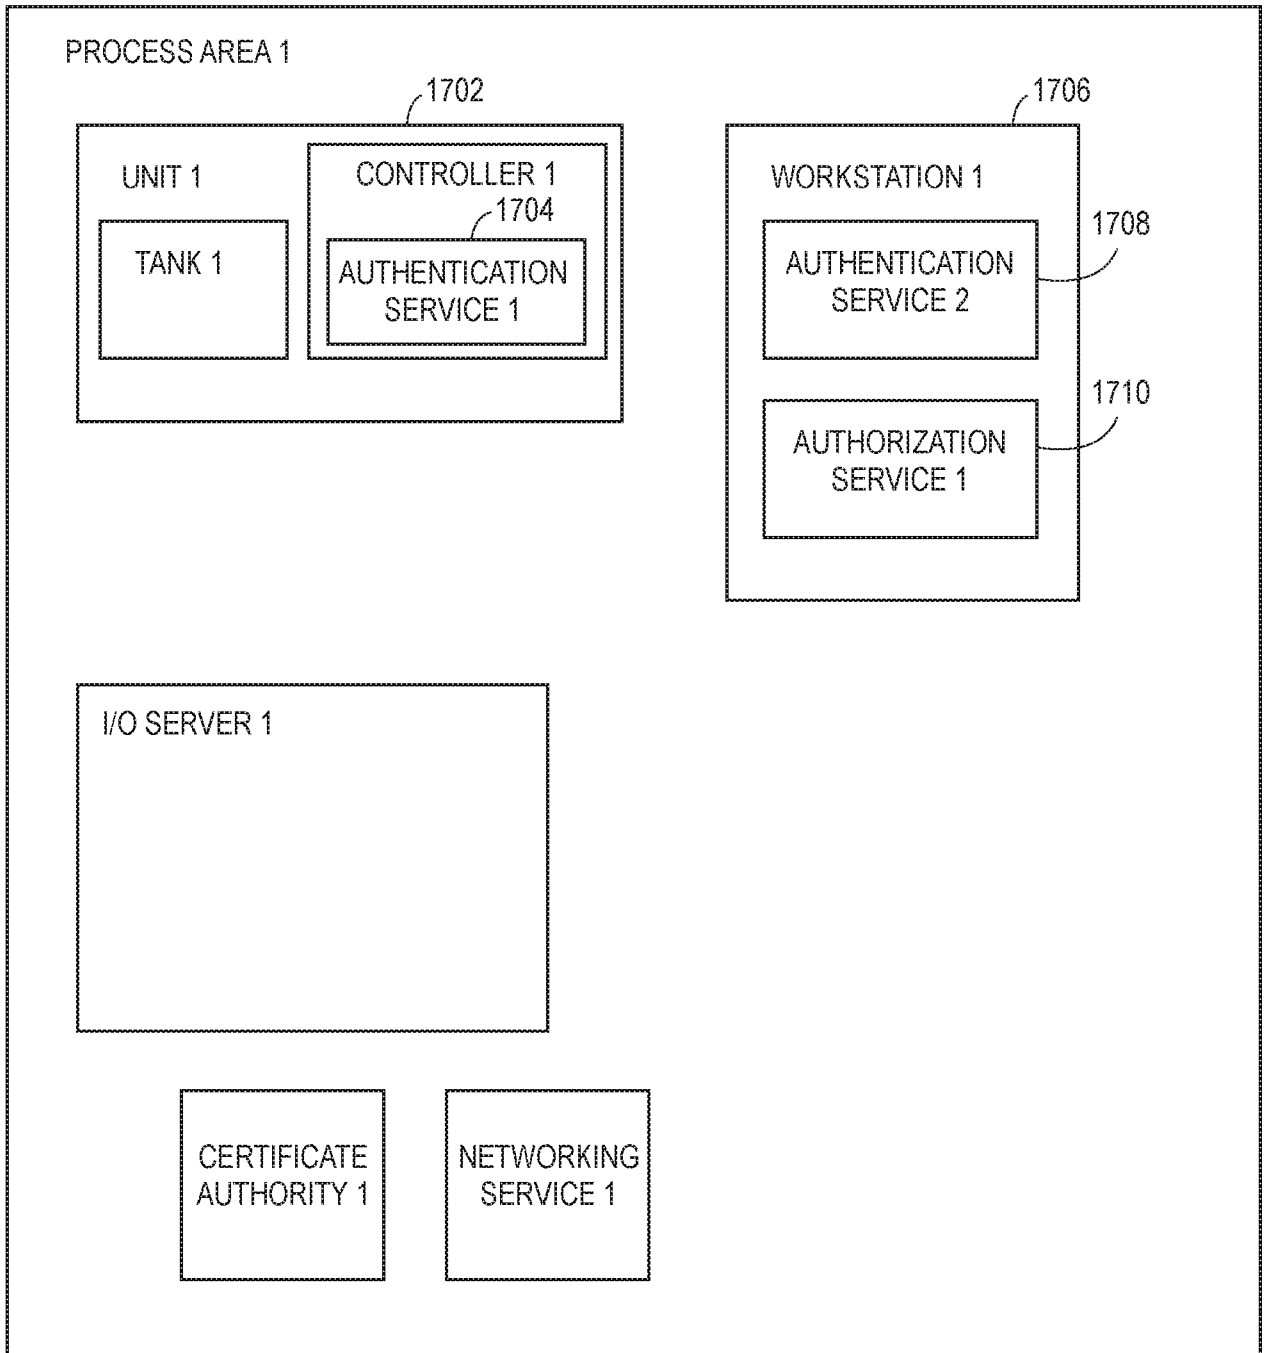 PROCESS AREA 1
1702
UNIT 1
CONTROLLER 1
1704
TANK 1
AUTHENTICATION
SERVICE 1
1706
WORKSTATION 1
1708
AUTHENTICATION
SERVICE 2
1710
AUTHORIZATION
SERVICE 1
I/O SERVER 1
CERTIFICATE
AUTHORITY 1
NETWORKING
SERVICE 1